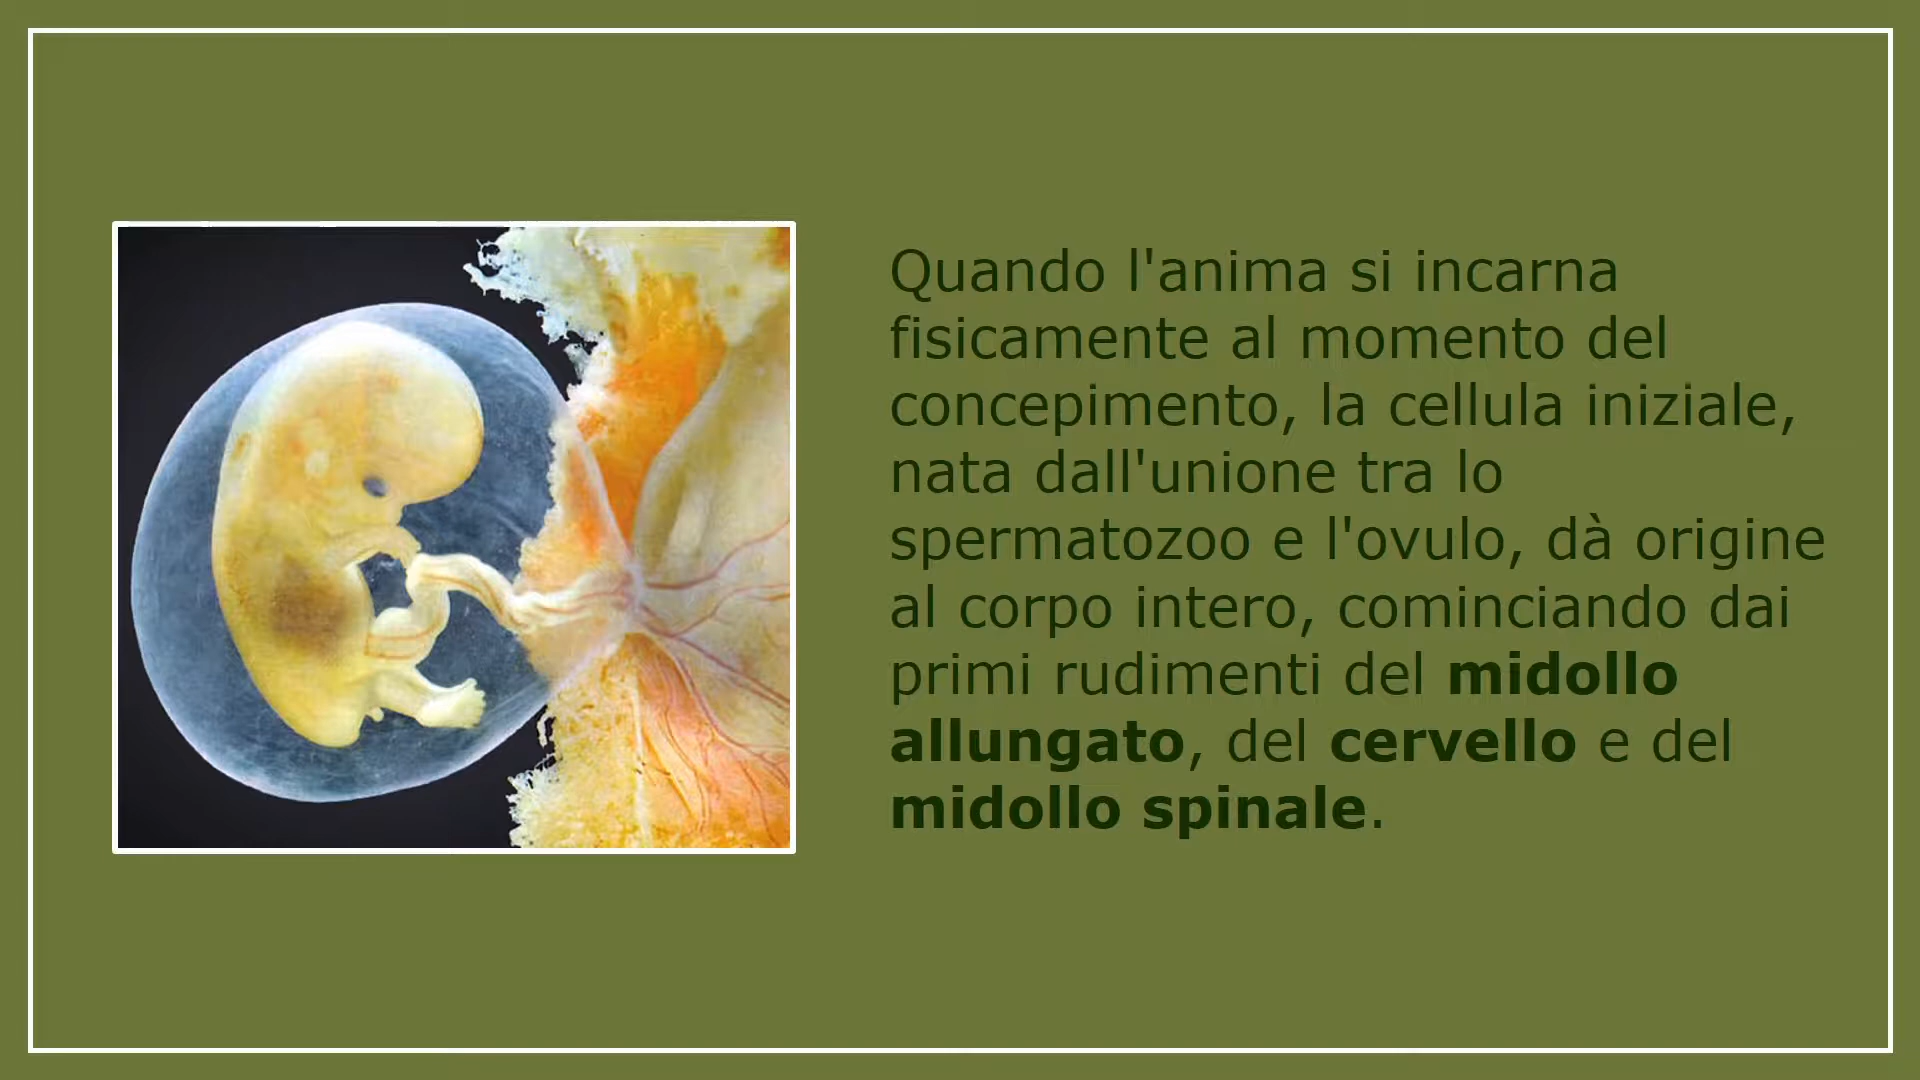 Quando l'anima si incarna
fisicamente al momento del
concepimento, la cellula iniziale,
nata dall'unione tra lo
spermatozoo e l'ovulo, dà origine
al corpo intero, cominciando dai
primi rudimenti del midollo
allungato, del cervello e del
midollo spinale.